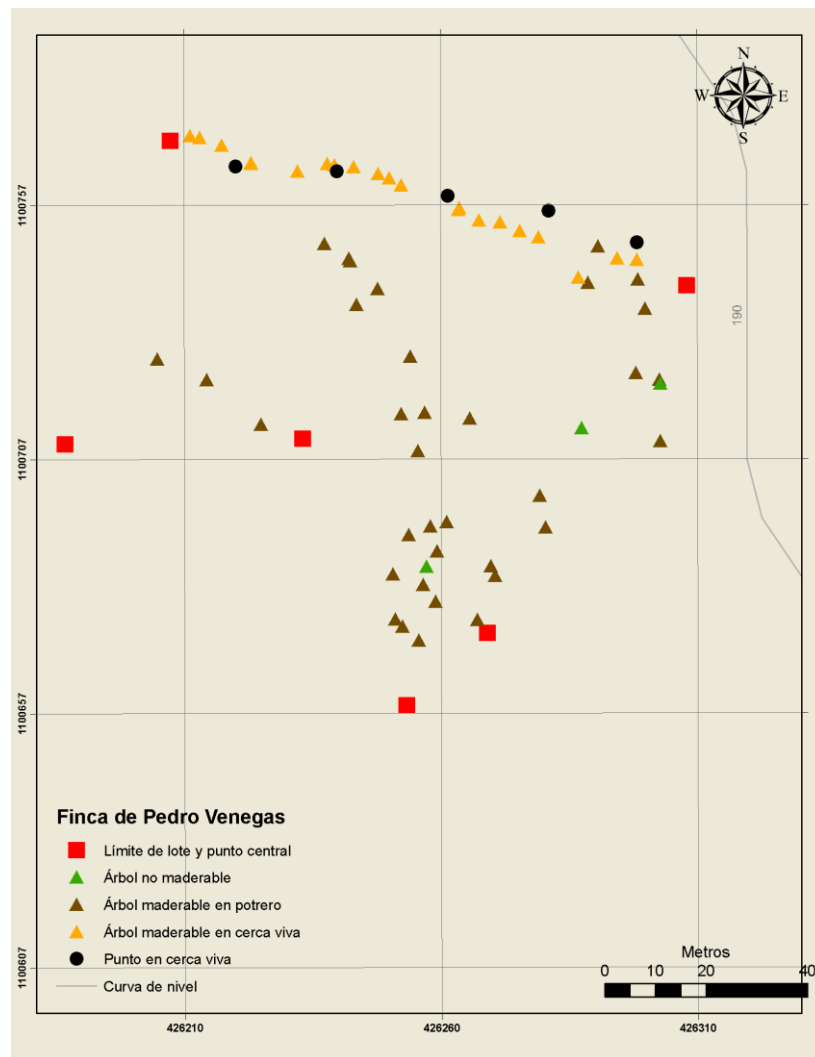 N
W E
S
1100757
190
1100707
1100657
Finca de Pedro Venegas
Límite de lote y punto central
Árbol no maderable
Árbol maderable en potrero
Árbol maderable en cerca viva
Punto en cerca viva
Curva de nivel
Metros
0 10 20 40
1100607
426210 426260 426310